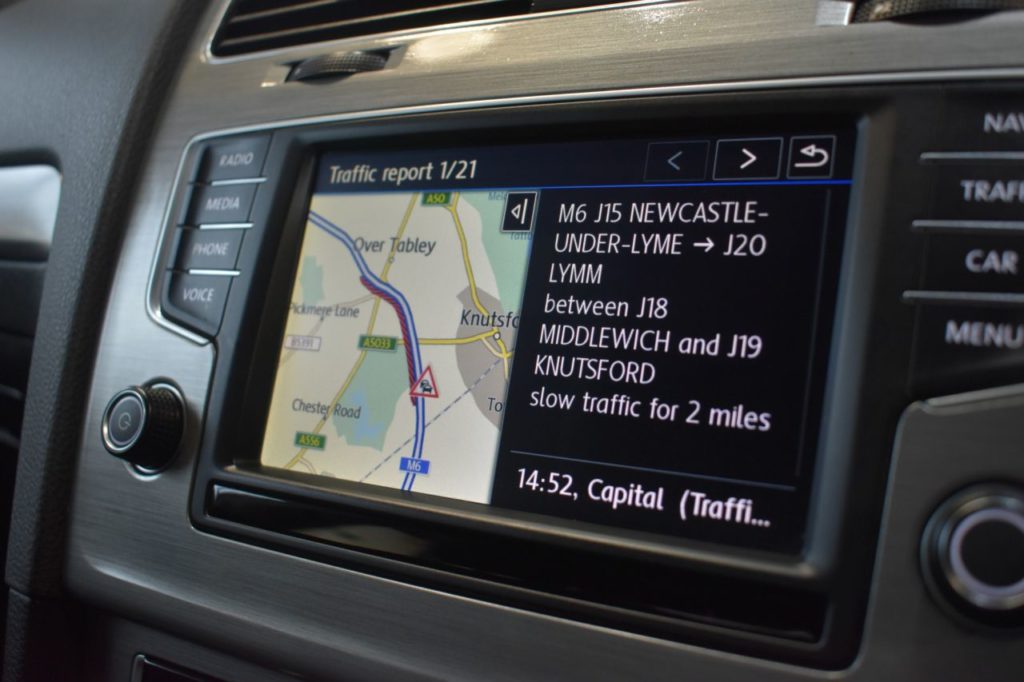 RADIO
MEDIA
PHONE
VOICE
Traffic report 1/21
< >
A50
Over Tabley
Pickmere Lane
Knutsfo
B5391
A5033
Chester Road
To
A556
M6
M6 J15 NEWCASTLE-
UNDER-LYME → J20
LYMM
between J18
MIDDLEWICH and J19
KNUTSFORD
slow traffic for 2 miles
14:52, Capital (Traffi...
NAV
TRAFFI
CAR
MENU